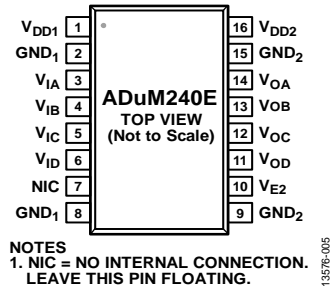 VDD1 1 16 VDD2
GND1 2 15 GND2
VIA 3 14 VOA
VIB 4 13 VOB
VIC 5 12 VOC
VID 6 11 VOD
NIC 7 10 VE2
GND1 8 9 GND2
ADuM240E
TOP VIEW
(Not to Scale)
NOTES
1. NIC = NO INTERNAL CONNECTION.
LEAVE THIS PIN FLOATING.
13576-005